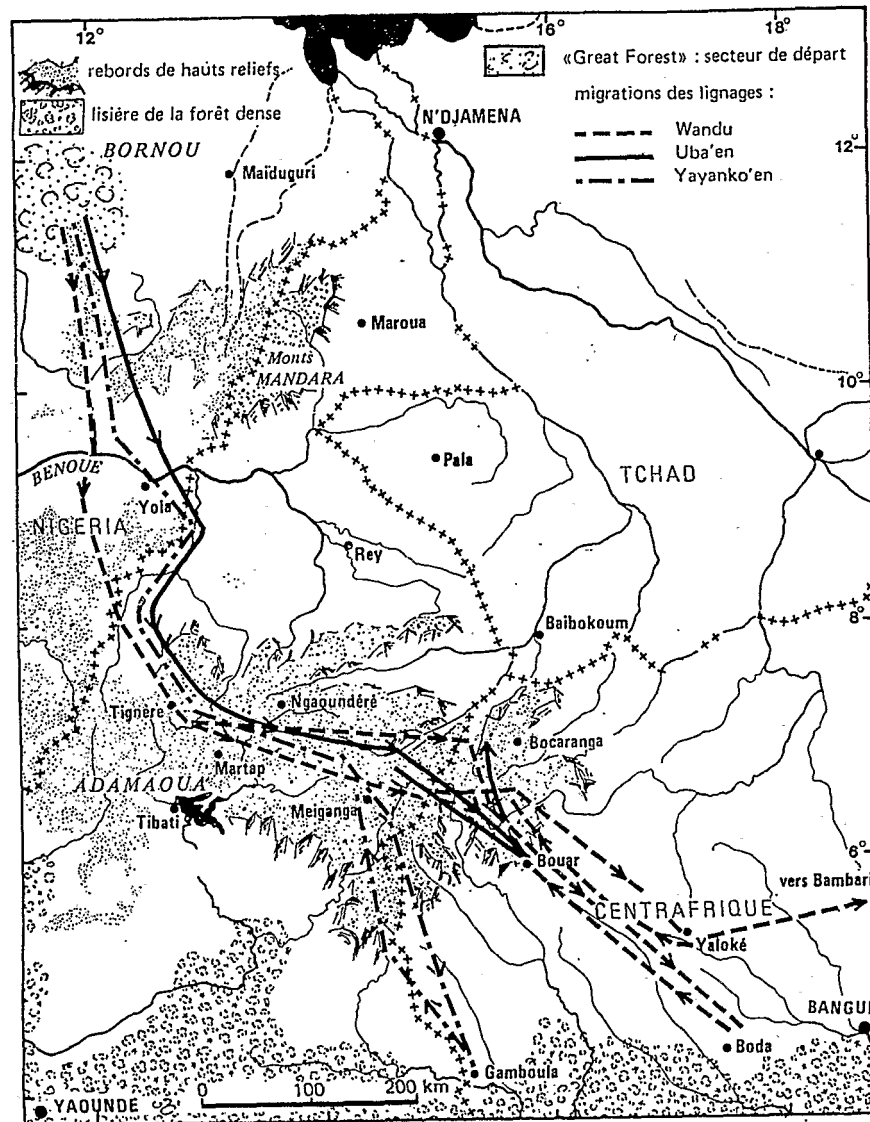 12°
16°
18°
rebords de hauts reliefs
lisière de la forêt dense
«Great Forest» : secteur de départ
migrations des lignages :
Wandu
Uba'en
Yayanko'en
N'DJAMENA
12°
BORNOU
Maiduguri
Maroua
Monts
MANDARA
10°
BENOUE
Pala
TCHAD
Yola
NIGERIA
Rey
8°
Baibokoum
Tignère
Ngaoundéré
Bocaranga
Martap
ADAMAOUA
Meiganga
Tibati
6°
Bouar
vers Bambari
CENTRAFRIQUE
Yaloké
BANGUI
Boda
Gamboula
0 100 200 km
YAOUNDE